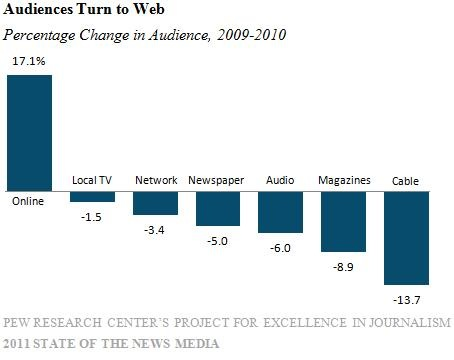 Audiences Turn to Web
Percentage Change in Audience, 2009-2010
17.1%
Local TV Network Newspaper Audio Magazines Cable
Online
-1.5
-3.4
-5.0
-6.0
-8.9
-13.7
PEW RESEARCH CENTER'S PROJECT FOR EXCELLENCE IN JOURNALISM
2011 STATE OF THE NEWS MEDIA